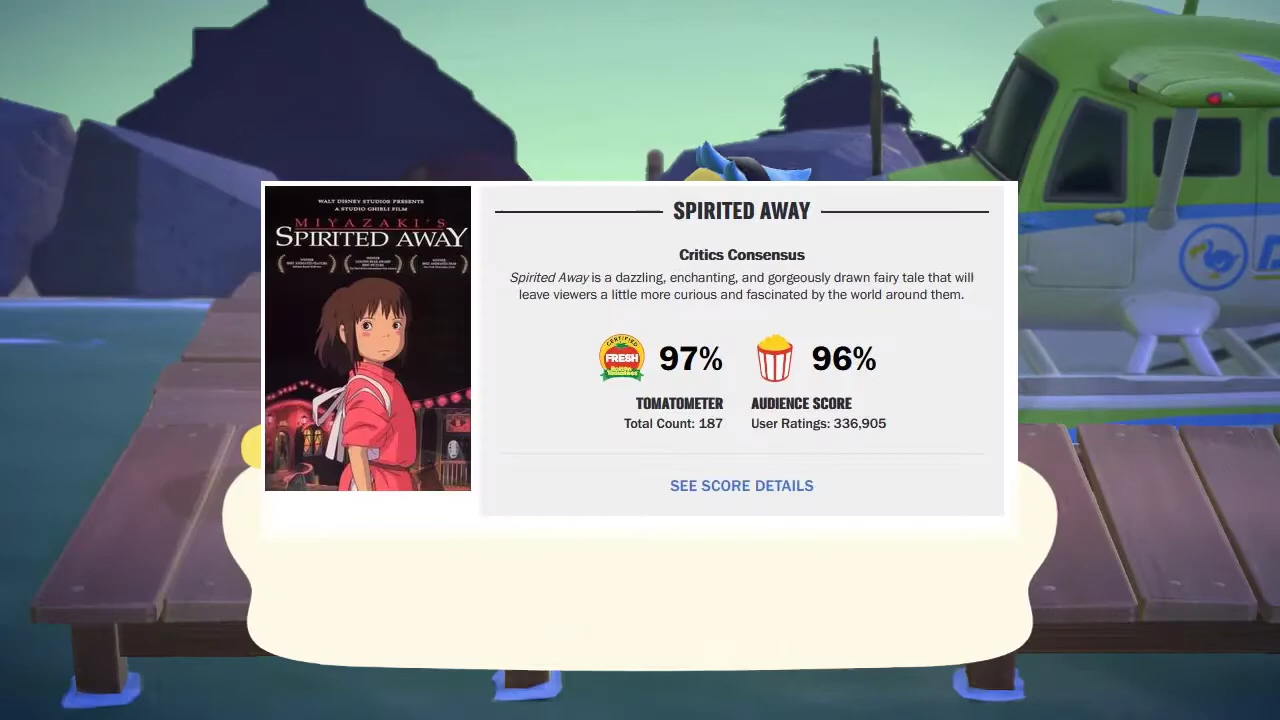 WALT DISNEY STUDIOS PRESENTS
A STUDIO GHIBLI FILM
MIYAZAKI'S
SPIRITED AWAY
SPIRITED AWAY
Critics Consensus
Spirited Away is a dazzling, enchanting, and gorgeously drawn fairy tale that will
leave viewers a little more curious and fascinated by the world around them.
CERTIFIED
FRESH
Rotten
Tomatoes
97%
96%
TOMATOMETER
AUDIENCE SCORE
Total Count: 187
User Ratings: 336,905
SEE SCORE DETAILS